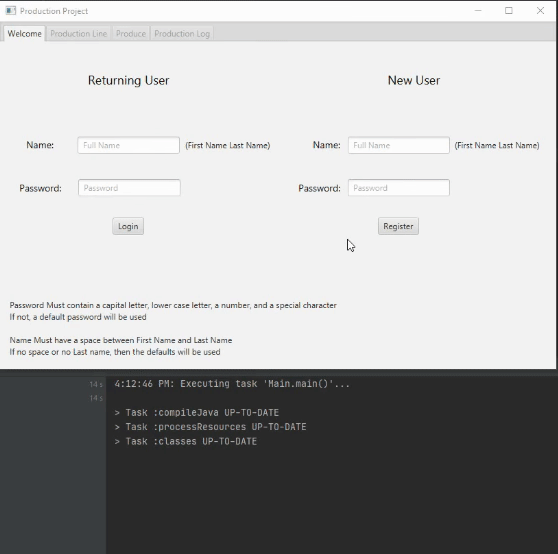 Production Project
Welcome Production Line Produce Production Log
Returning User New User
Name: Full Name (First Name Last Name) Name: Full Name (First Name Last Name)
Password: Password Password: Password
Login Register
Password Must contain a capital letter, lower case letter, a number, and a special character
If not, a default password will be used
Name Must have a space between First Name and Last Name
If no space or no Last name, then the defaults will be used
14s 4:12:46 PM: Executing task 'Main.main()'...
14s
> Task :compileJava UP-TO-DATE
> Task :processResources UP-TO-DATE
> Task :classes UP-TO-DATE